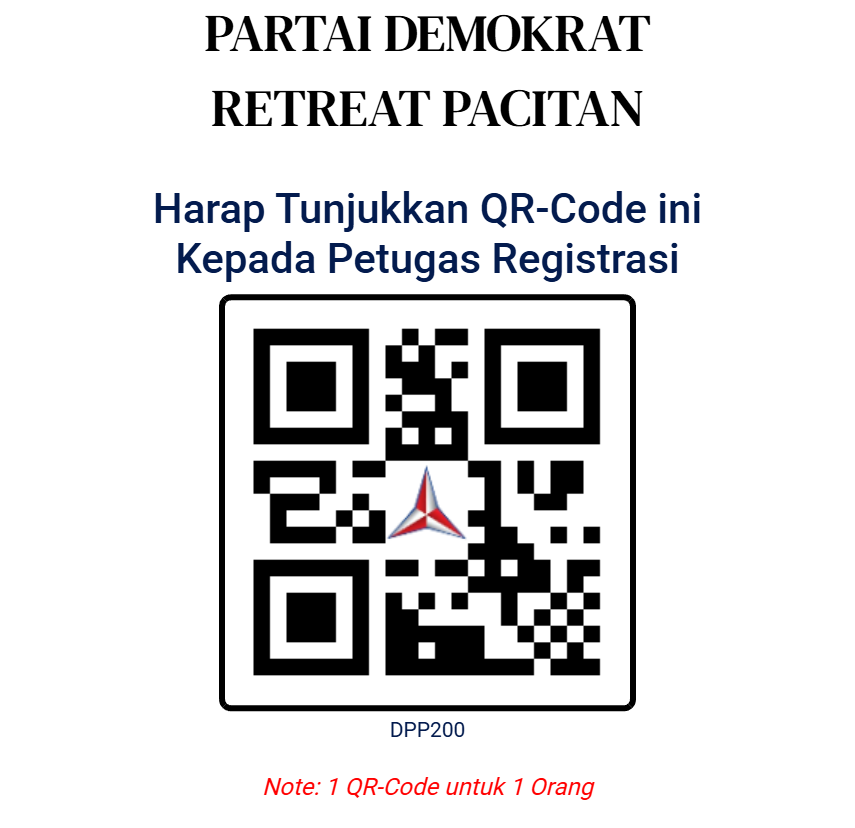 PARTAI DEMOKRAT
RETREAT PACITAN
Harap Tunjukkan QR-Code ini
Kepada Petugas Registrasi
DPP200
Note: 1 QR-Code untuk 1 Orang